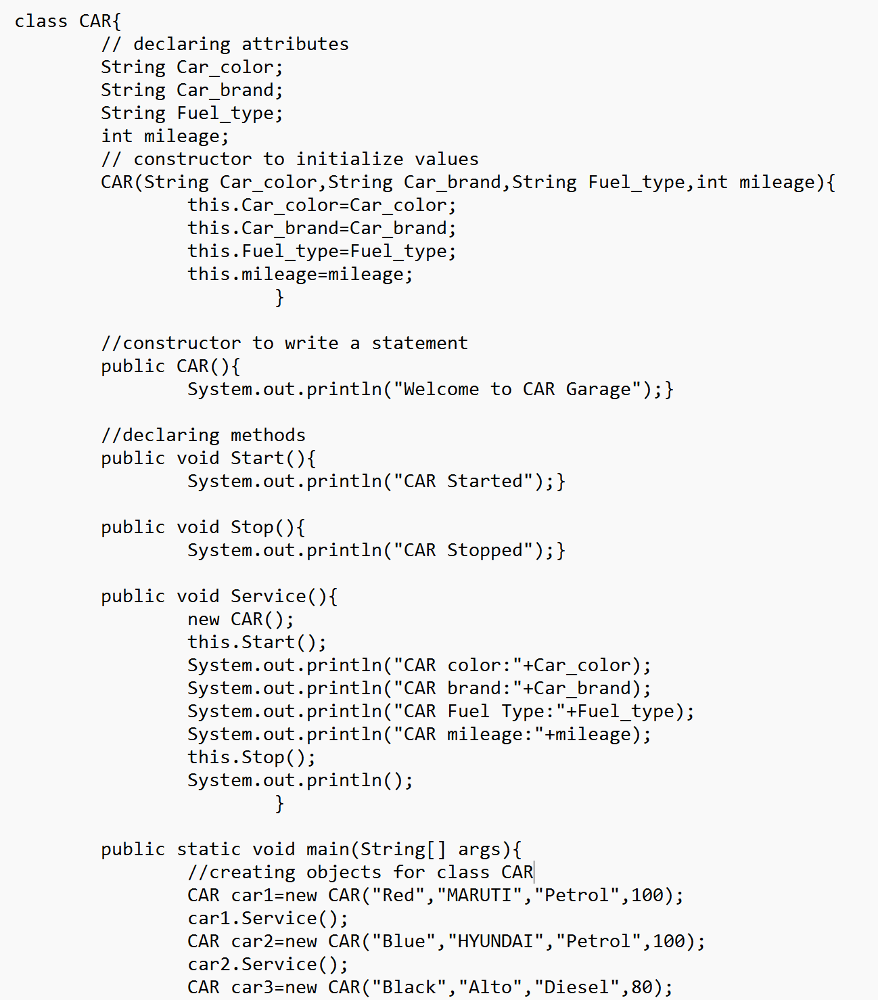 class CAR{
// declaring attributes
String Car_color;
String Car_brand;
String Fuel_type;
int mileage;
// constructor to initialize values
CAR(String Car_color,String Car_brand,String Fuel_type,int mileage){
this.Car_color=Car_color;
this.Car_brand=Car_brand;
this.Fuel_type=Fuel_type;
this.mileage=mileage;
}
//constructor to write a statement
public CAR(){
System.out.println("Welcome to CAR Garage");}
//declaring methods
public void Start(){
System.out.println("CAR Started");}
public void Stop(){
System.out.println("CAR Stopped");}
public void Service(){
new CAR();
this.Start();
System.out.println("CAR color:"+Car_color);
System.out.println("CAR brand:"+Car_brand);
System.out.println("CAR Fuel Type:"+Fuel_type);
System.out.println("CAR mileage:"+mileage);
this.Stop();
System.out.println();
}
public static void main(String[] args){
//creating objects for class CAR
CAR car1=new CAR("Red","MARUTI","Petrol",100);
car1.Service();
CAR car2=new CAR("Blue","HYUNDAI","Petrol",100);
car2.Service();
CAR car3=new CAR("Black","Alto","Diesel",80);